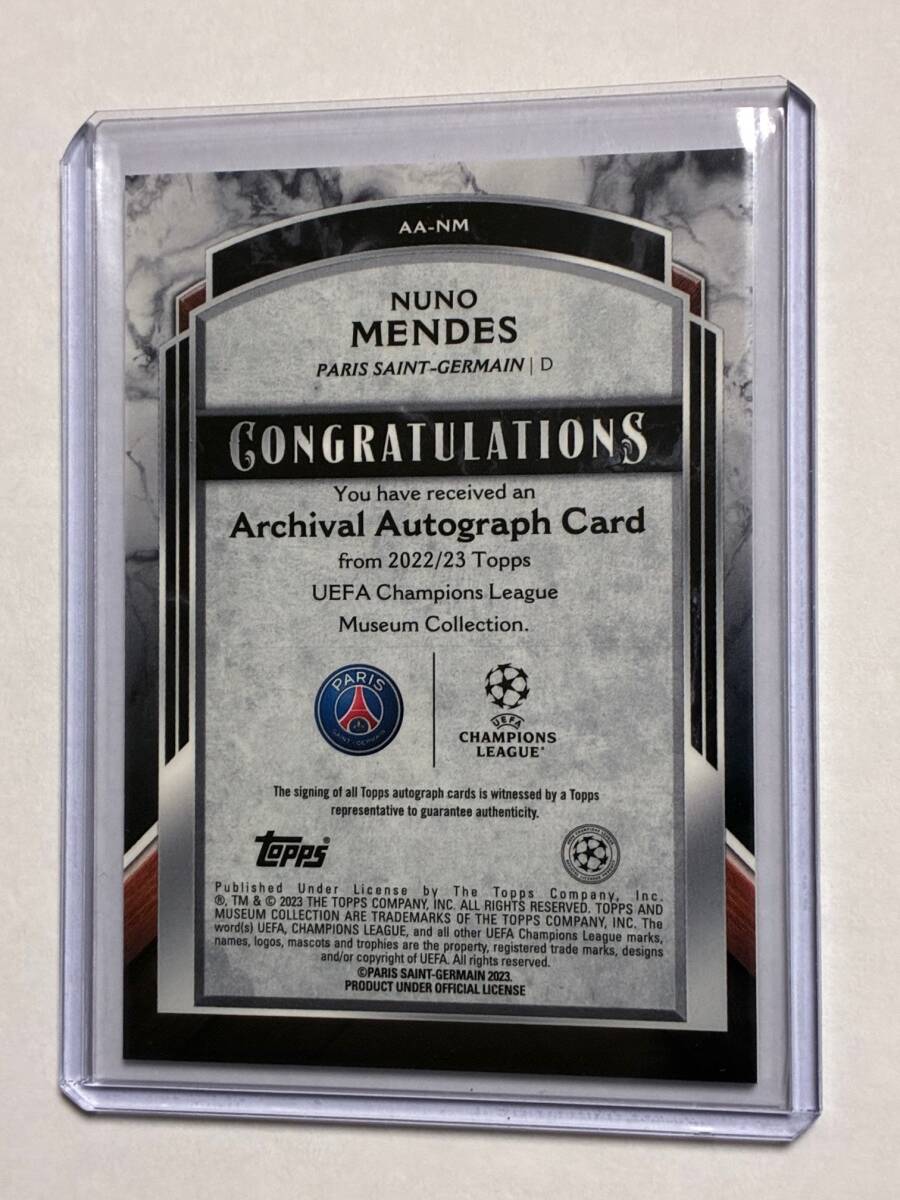 AA-NM
NUNO
MENDES
PARIS SAINT-GERMAIN | D
CONGRATULATIONS
You have received an
Archival Autograph Card
from 2022/23 Topps
UEFA Champions League
Museum Collection.
PARIS
SAINT-GERMAIN
UEFA
CHAMPIONS
LEAGUE®
The signing of all Topps autograph cards is witnessed by a Topps
representative to guarantee authenticity.
topps®
Published Under License by The Topps Company, Inc.
®, TM & © 2023 THE TOPPS COMPANY, INC. ALL RIGHTS RESERVED. TOPPS AND
MUSEUM COLLECTION ARE TRADEMARKS OF THE TOPPS COMPANY, INC. The
word(s) UEFA, CHAMPIONS LEAGUE, and all other UEFA Champions League marks,
names, logos, mascots and trophies are the property, registered trade marks, designs
and/or copyright of UEFA. All rights reserved.
©PARIS SAINT-GERMAIN 2023.
PRODUCT UNDER OFFICIAL LICENSE